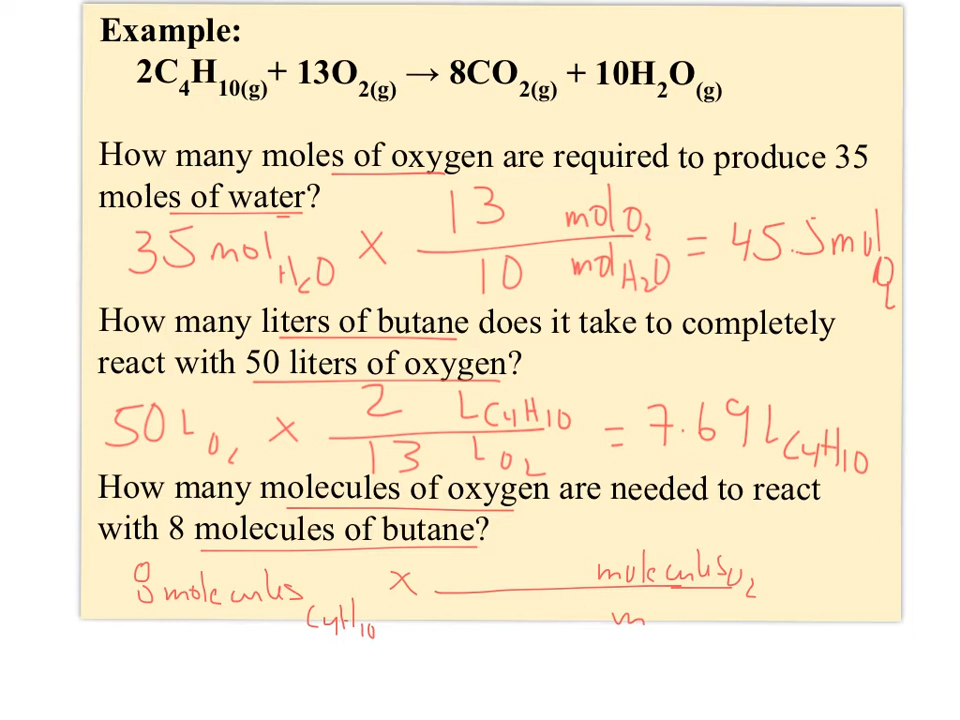 Example:
2C₄H₁₀(g) + 13O₂(g) → 8CO₂(g) + 10H₂O(g)
How many moles of oxygen are required to produce 35
moles of water?
35 mol H₂O × 13 mol O₂ / 10 mol H₂O = 45.5 mol O₂
How many liters of butane does it take to completely
react with 50 liters of oxygen?
50 L O₂ × 2 L C₄H₁₀ / 13 L O₂ = 7.69 L C₄H₁₀
How many molecules of oxygen are needed to react
with 8 molecules of butane?
8 molecules C₄H₁₀ × molecules O₂ / m